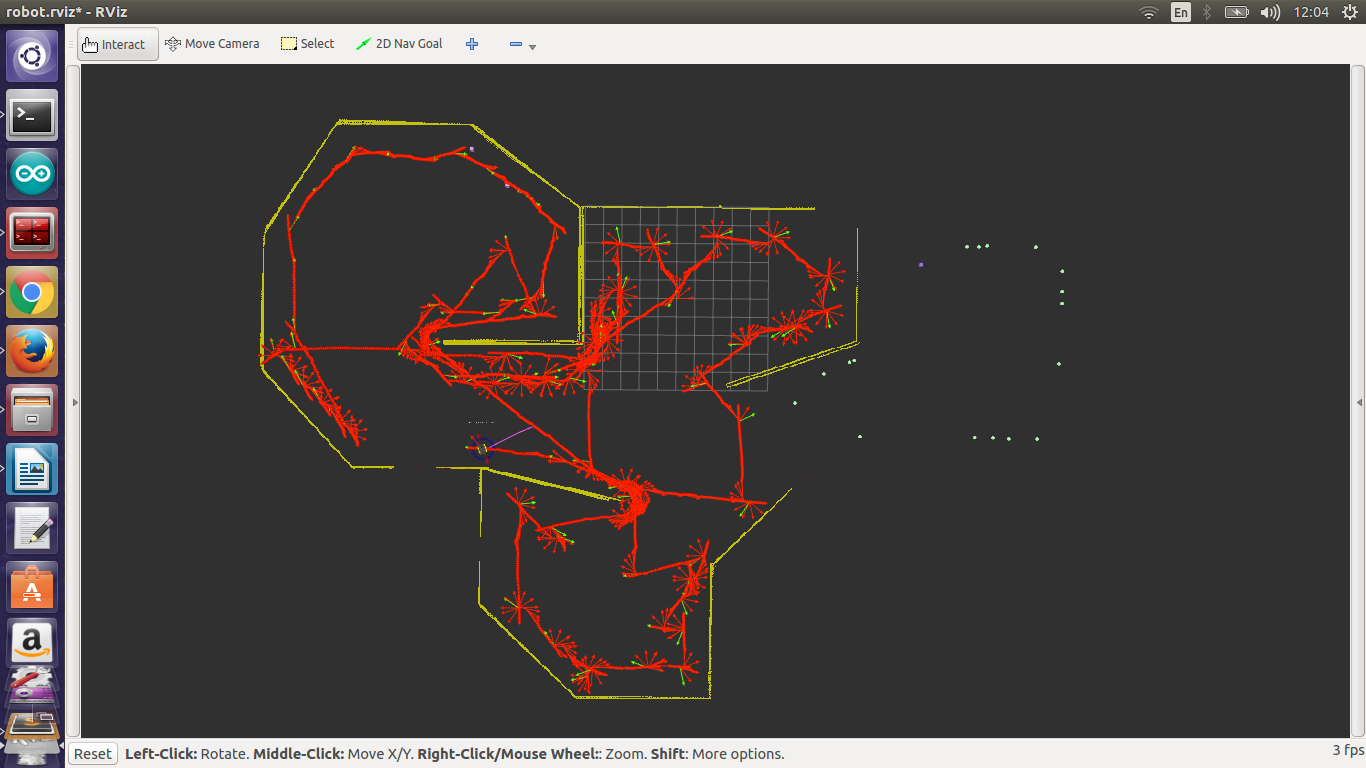 robot.rviz* - RViz
En
12:04
Interact
Move Camera
Select
2D Nav Goal
Reset
Left-Click: Rotate. Middle-Click: Move X/Y. Right-Click/Mouse Wheel:: Zoom. Shift: More options.
3 fps